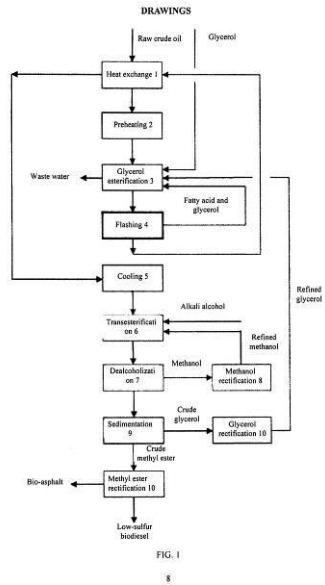 DRAWINGS
Raw crude oil
Glycerol
Heat exchange 1
Preheating 2
Waste water
Glycerol
esterification 3
Fatty acid and
glycerol
Flashing 4
Cooling 5
Refined
glycerol
Alkali alcohol
Transesterificati
on 6
Refined
methanol
Dealcoholizati
on 7
Methanol
Methanol
rectification 8
Sedimentation
9
Crude
glycerol
Glycerol
rectification 10
Crude
methyl ester
Bio-asphalt
Methyl ester
rectification 10
Low-sulfur
biodiesel
FIG. 1
8